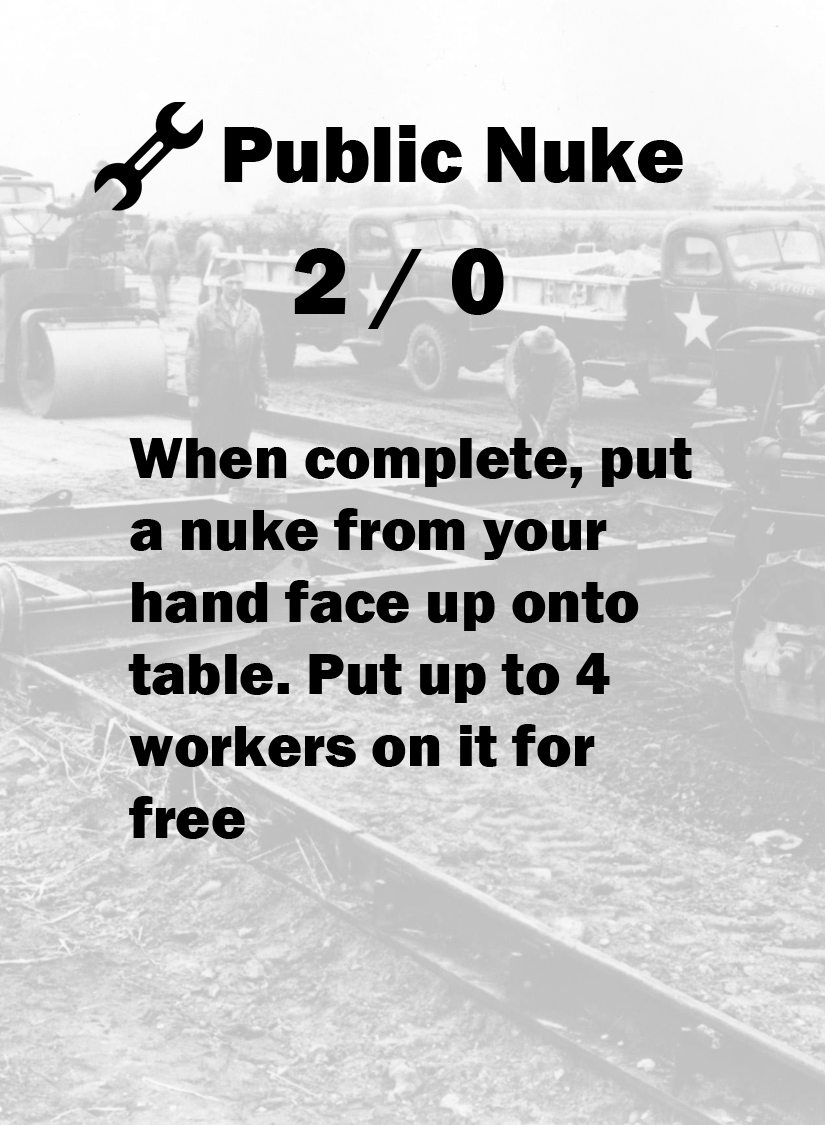 Public Nuke
2 / 0
When complete, put
a nuke from your
hand face up onto
table. Put up to 4
workers on it for
free